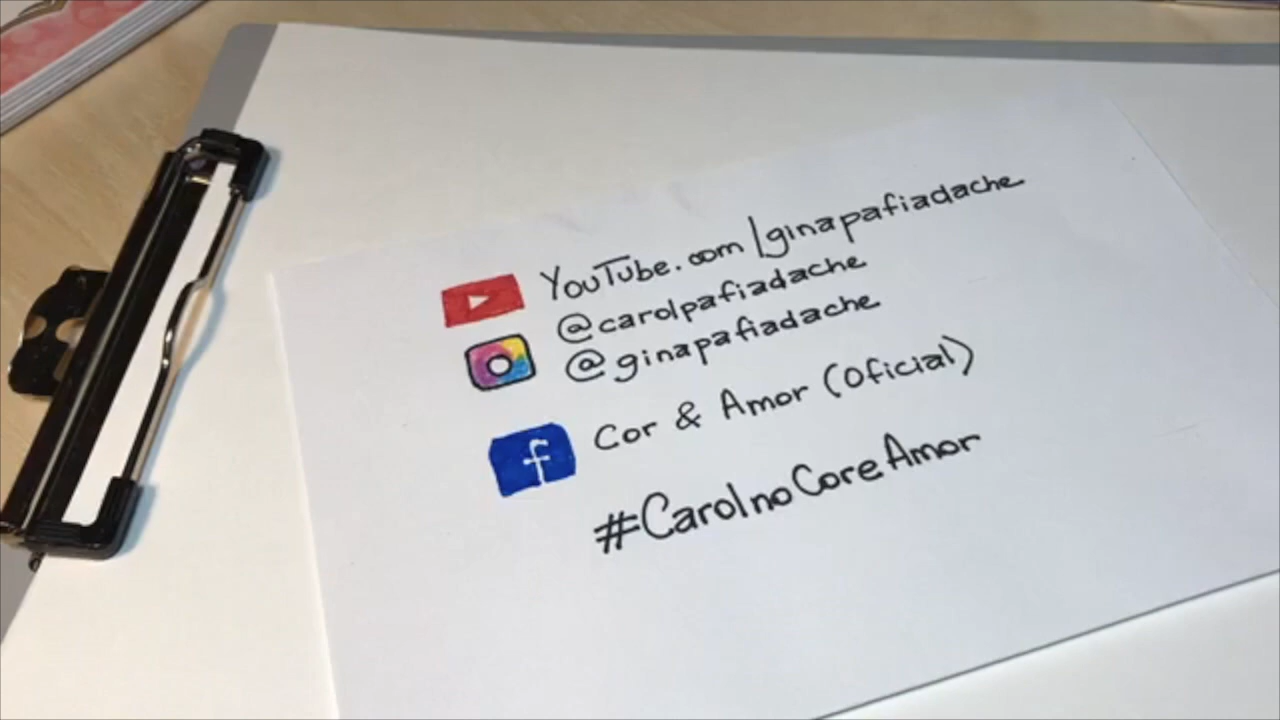 YouTube.com/ginapafiadache
@carolpafiadache
@ginapafiadache
f Cor & Amor (Oficial)
#CarolnoCoreAmor